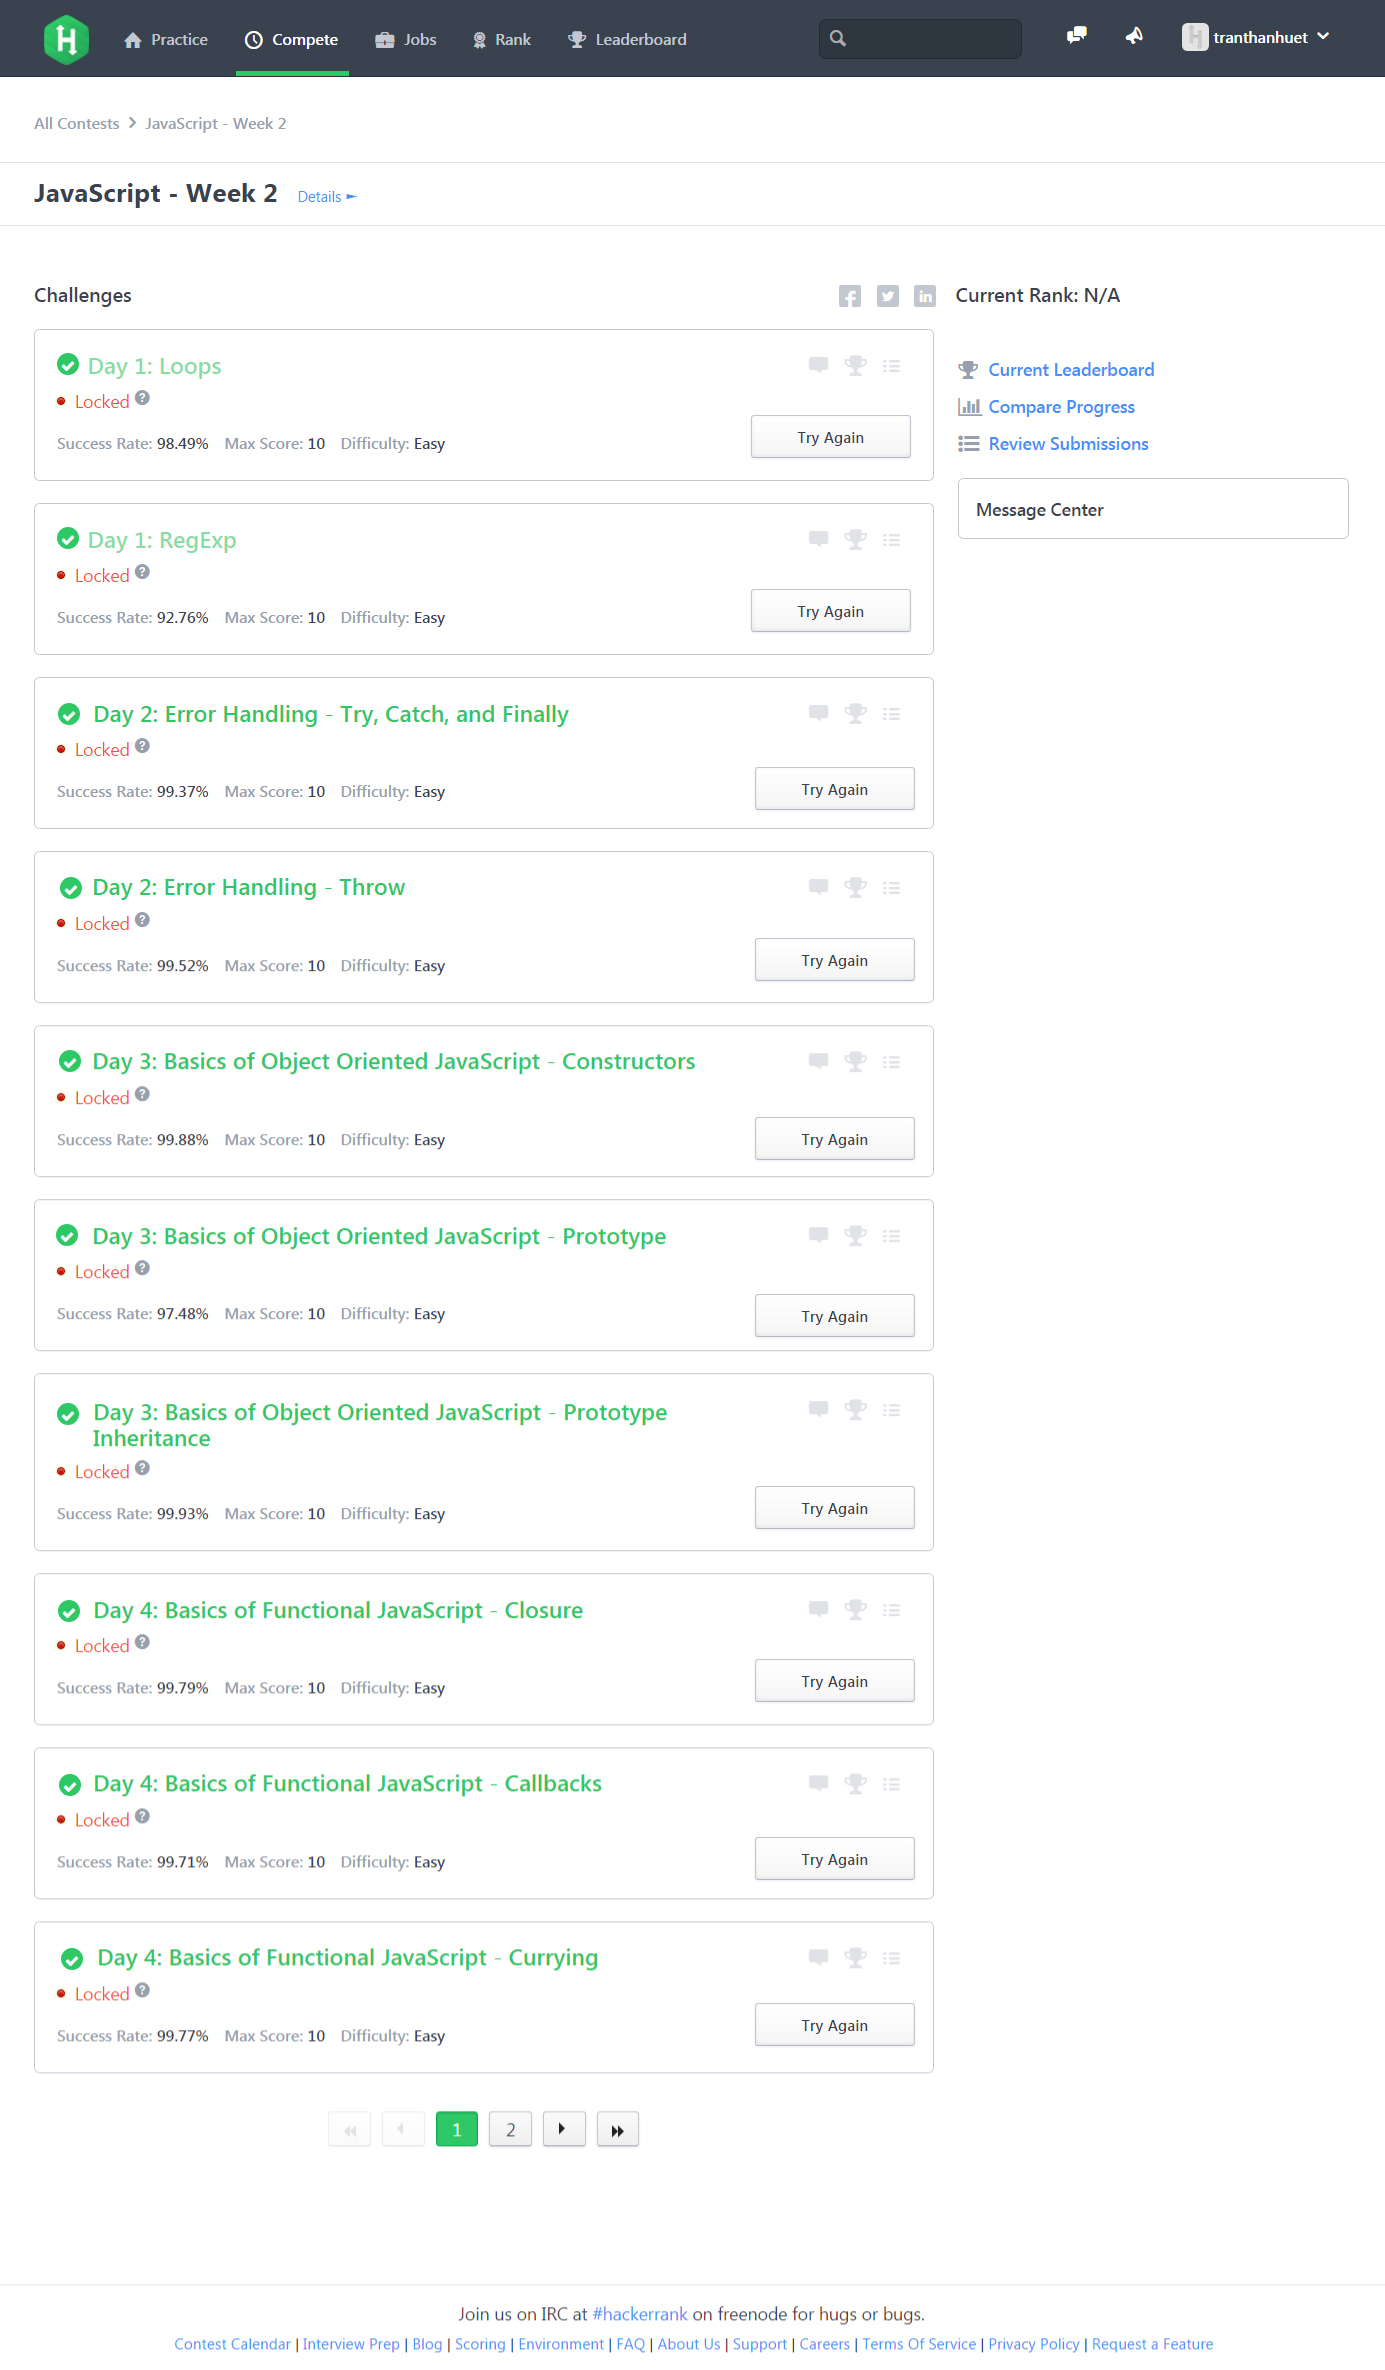 H Practice Compete Jobs Rank Leaderboard tranthanhuet
All Contests JavaScript - Week 2
JavaScript - Week 2 Details
Challenges Current Rank: N/A
Day 1: Loops
Locked ?
Success Rate: 98.49% Max Score: 10 Difficulty: Easy Try Again
Current Leaderboard
Compare Progress
Review Submissions
Message Center
Day 1: RegExp
Locked ?
Success Rate: 92.76% Max Score: 10 Difficulty: Easy Try Again
Day 2: Error Handling - Try, Catch, and Finally
Locked ?
Success Rate: 99.37% Max Score: 10 Difficulty: Easy Try Again
Day 2: Error Handling - Throw
Locked ?
Success Rate: 99.52% Max Score: 10 Difficulty: Easy Try Again
Day 3: Basics of Object Oriented JavaScript - Constructors
Locked ?
Success Rate: 99.88% Max Score: 10 Difficulty: Easy Try Again
Day 3: Basics of Object Oriented JavaScript - Prototype
Locked ?
Success Rate: 97.48% Max Score: 10 Difficulty: Easy Try Again
Day 3: Basics of Object Oriented JavaScript - Prototype
Inheritance
Locked ?
Success Rate: 99.93% Max Score: 10 Difficulty: Easy Try Again
Day 4: Basics of Functional JavaScript - Closure
Locked ?
Success Rate: 99.79% Max Score: 10 Difficulty: Easy Try Again
Day 4: Basics of Functional JavaScript - Callbacks
Locked ?
Success Rate: 99.71% Max Score: 10 Difficulty: Easy Try Again
Day 4: Basics of Functional JavaScript - Currying
Locked ?
Success Rate: 99.77% Max Score: 10 Difficulty: Easy Try Again
1 2
Join us on IRC at #hackerrank on freenode for hugs or bugs.
Contest Calendar | Interview Prep | Blog | Scoring | Environment | FAQ | About Us | Support | Careers | Terms Of Service | Privacy Policy | Request a Feature